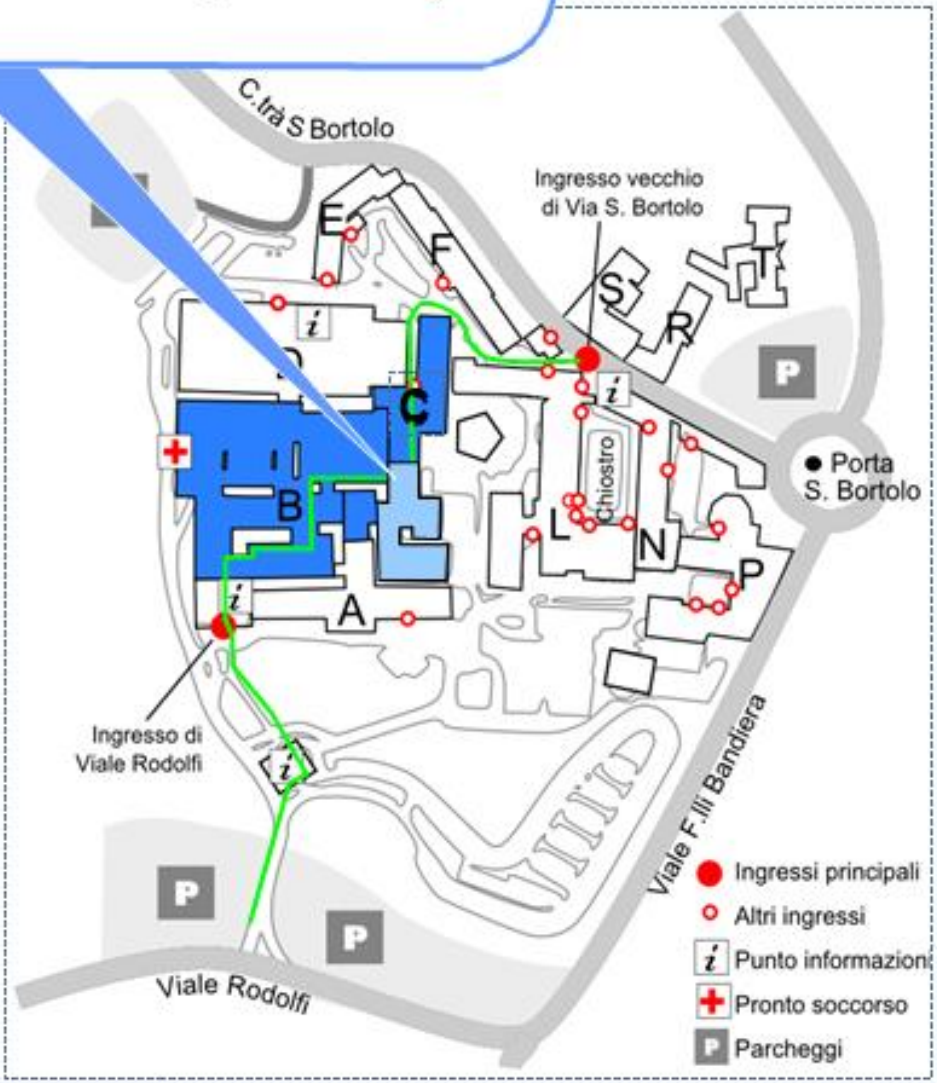 C.trà S Bortolo
Ingresso vecchio
di Via S. Bortolo
E
F
S
R
T
i
D
P
C
i
Chiostro
Porta
S. Bortolo
B
L
N
P
i
A
Ingresso di
Viale Rodolfi
i
Viale F.lli Bandiera
P
P
Viale Rodolfi
Ingressi principali
Altri ingressi
i Punto informazioni
Pronto soccorso
P Parcheggi